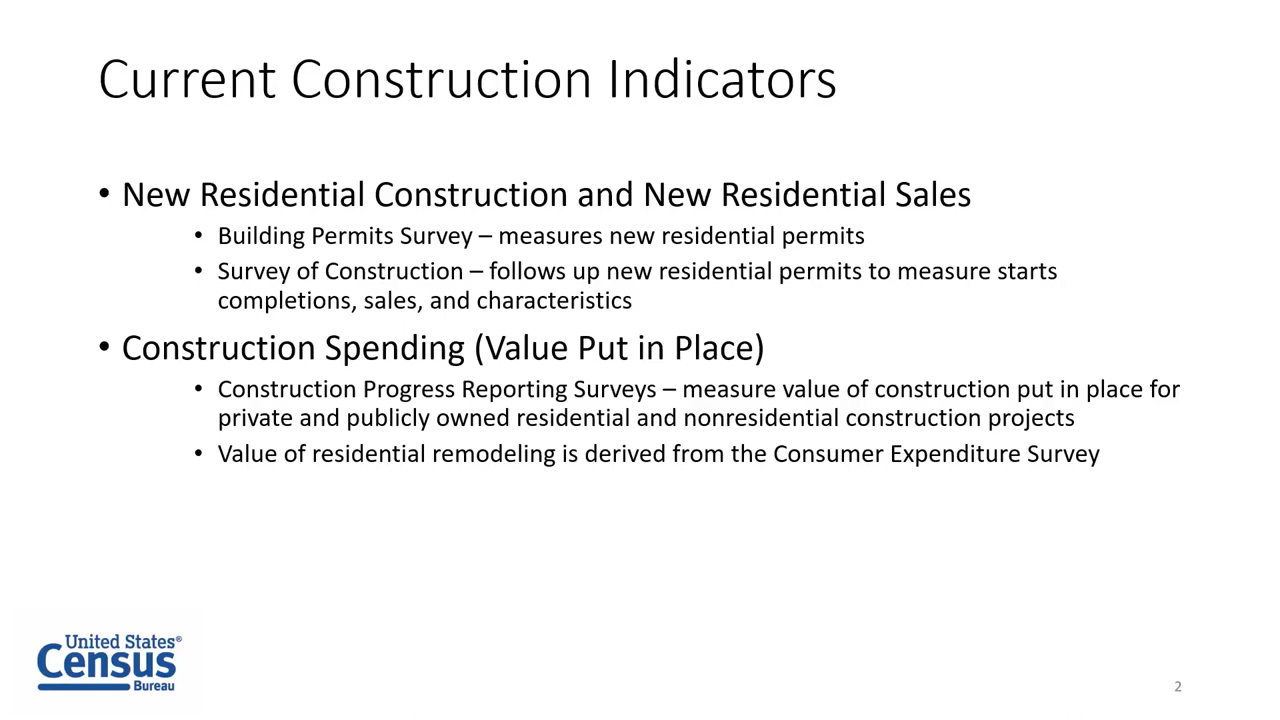 Current Construction Indicators
• New Residential Construction and New Residential Sales
• Building Permits Survey – measures new residential permits
• Survey of Construction – follows up new residential permits to measure starts
completions, sales, and characteristics
• Construction Spending (Value Put in Place)
• Construction Progress Reporting Surveys – measure value of construction put in place for
private and publicly owned residential and nonresidential construction projects
• Value of residential remodeling is derived from the Consumer Expenditure Survey
United States®
Census
Bureau
2